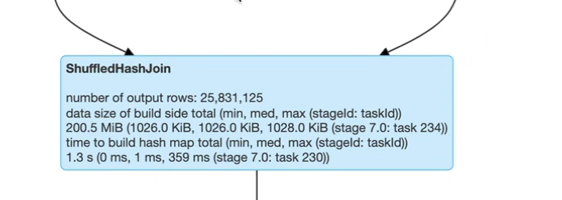 ShuffledHashJoin
number of output rows: 25,831,125
data size of build side total (min, med, max (stageId: taskId))
200.5 MiB (1026.0 KiB, 1026.0 KiB, 1028.0 KiB (stage 7.0: task 234))
time to build hash map total (min, med, max (stageId: taskId))
1.3 s (0 ms, 1 ms, 359 ms (stage 7.0: task 230))